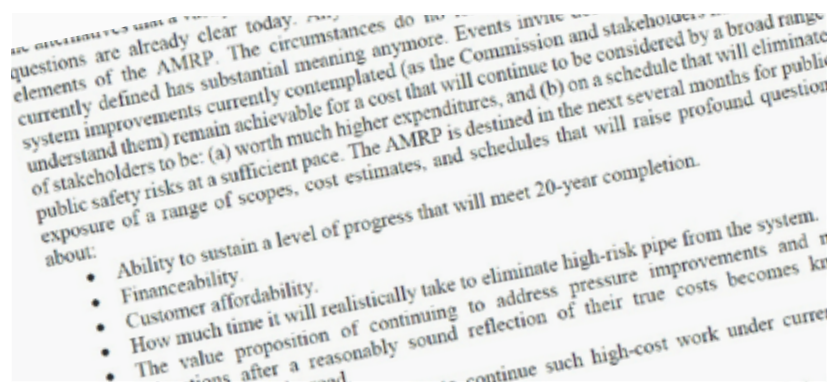 the alternatives that a
questions are already clear today.
elements of the AMRP. The circumstances do
currently defined has substantial meaning anymore. Events invite
system improvements currently contemplated (as the Commission and stakeholders
understand them) remain achievable for a cost that will continue to be considered by a broad range
of stakeholders to be: (a) worth much higher expenditures, and (b) on a schedule that will eliminate
public safety risks at a sufficient pace. The AMRP is destined in the next several months for public
exposure of a range of scopes, cost estimates, and schedules that will raise profound question
about:
• Ability to sustain a level of progress that will meet 20-year completion.
• Financeability.
• Customer affordability.
• How much time it will realistically take to eliminate high-risk pipe from the system.
• The value proposition of continuing to address pressure improvements and
after a reasonably sound reflection of their true costs becomes
continue such high-cost work under